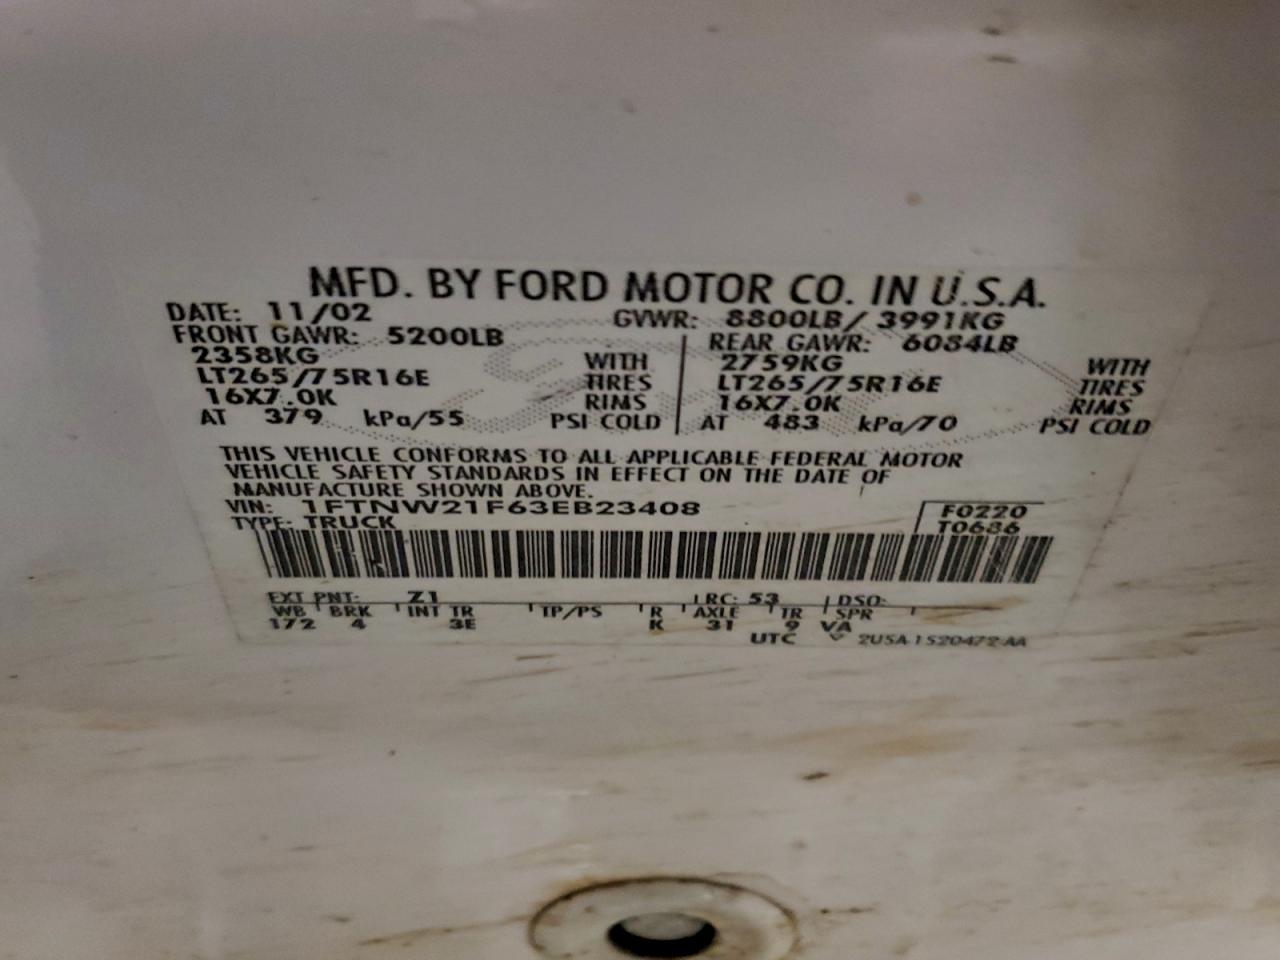 MFD. BY FORD MOTOR CO. IN U.S.A.
DATE: 11/02 GVWR: 8800LB/ 3991KG
FRONT GAWR: 5200LB REAR GAWR: 6084LB
2358KG WITH 2759KG WITH
LT265/75R16E TIRES LT265/75R16E TIRES
16X7.0K RIMS 16X7.0K RIMS
AT 379 kPa/55 PSI COLD AT 483 kPa/70 PSI COLD
THIS VEHICLE CONFORMS TO ALL APPLICABLE FEDERAL MOTOR
VEHICLE SAFETY STANDARDS IN EFFECT ON THE DATE OF
MANUFACTURE SHOWN ABOVE.
VIN: 1FTNW21F63EB23408 F0220
TYPE: TRUCK T0686
EXT PNT: Z1 RC: 53 DSO:
WB BRK INT TR TP/PS R AXLE TR SPR
172 4 3E K 31 9 VA
UTC 2USA-1520472-AA